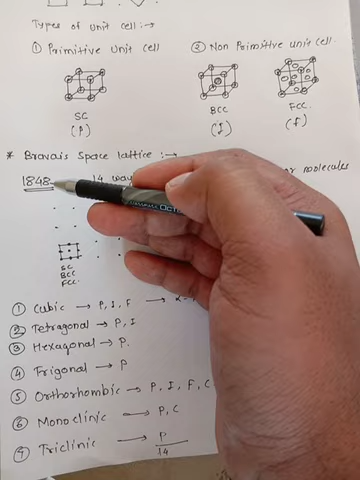 Types of Unit cell :→
① Primitive Unit cell
② Non Primitive unit cell
SC
(P)
BCC
(I)
FCC
(f)
* Bravais Space lattice :→
1848 14 way
or molecules
SC
BCC
FCC
① Cubic → P, I, F →
② Tetragonal → P, I
③ Hexagonal → P.
④ Trigonal → P
⑤ Orthorhombic → P, I, F, C
⑥ Monoclinic → P, C
⑦ Triclinic → P
14